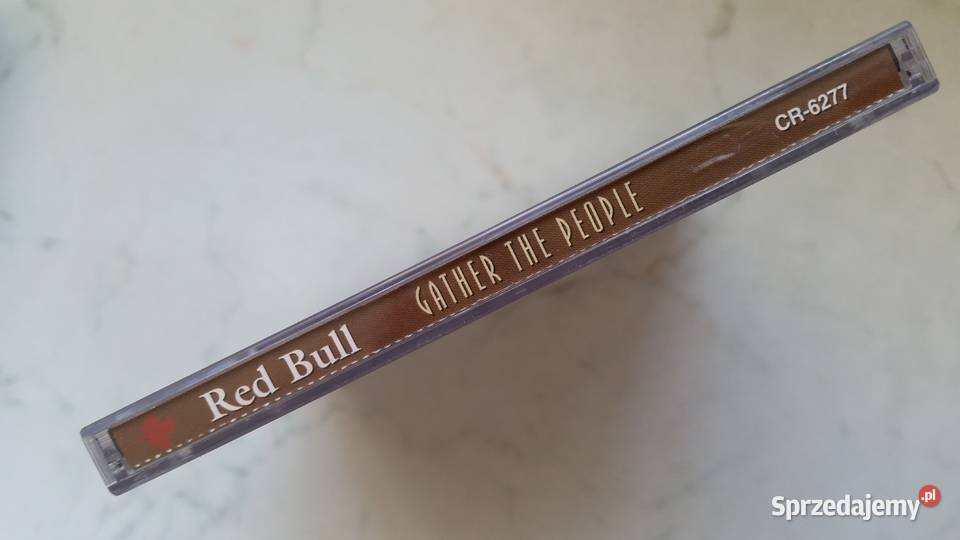 Red Bull GATHER THE PEOPLE CR-6277
Sprzedajemy.pl